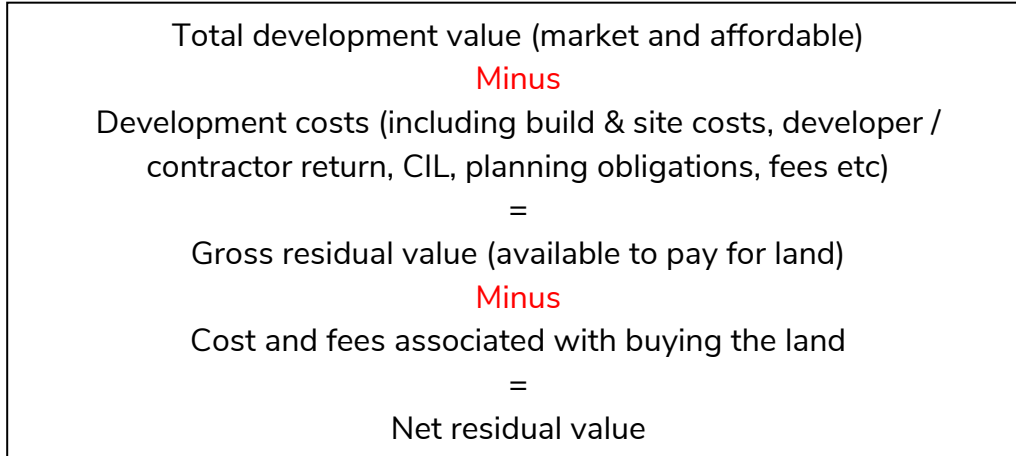 Total development value (market and affordable)
Minus
Development costs (including build & site costs, developer /
contractor return, CIL, planning obligations, fees etc)
=
Gross residual value (available to pay for land)
Minus
Cost and fees associated with buying the land
=
Net residual value